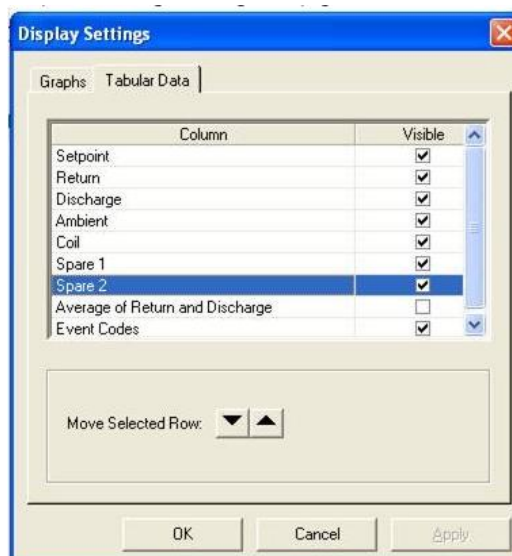 Display Settings
Graphs Tabular Data
Column Visible
Setpoint
Return
Discharge
Ambient
Coil
Spare 1
Spare 2
Average of Return and Discharge
Event Codes
Move Selected Row:
OK Cancel Apply